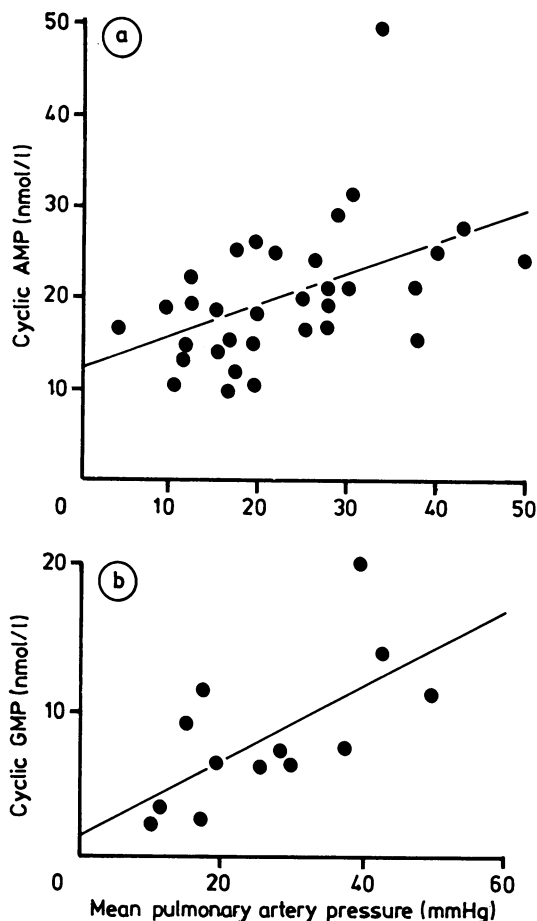 50
a
40
30
20
10
Cyclic AMP (nmol/l)
0 10 20 30 40 50
20
b
10
Cyclic GMP (nmol/l)
0 20 40 60
Mean pulmonary artery pressure (mmHg)